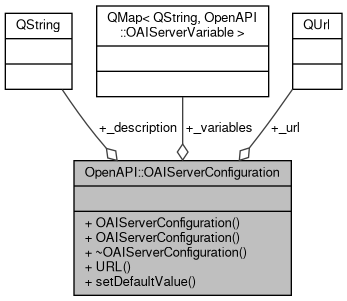 QString
QMap< QString, OpenAPI
::OAIServerVariable >
QUrl
+_description
+_variables
+_url
OpenAPI::OAIServerConfiguration
+ OAIServerConfiguration()
+ OAIServerConfiguration()
+ ~OAIServerConfiguration()
+ URL()
+ setDefaultValue()